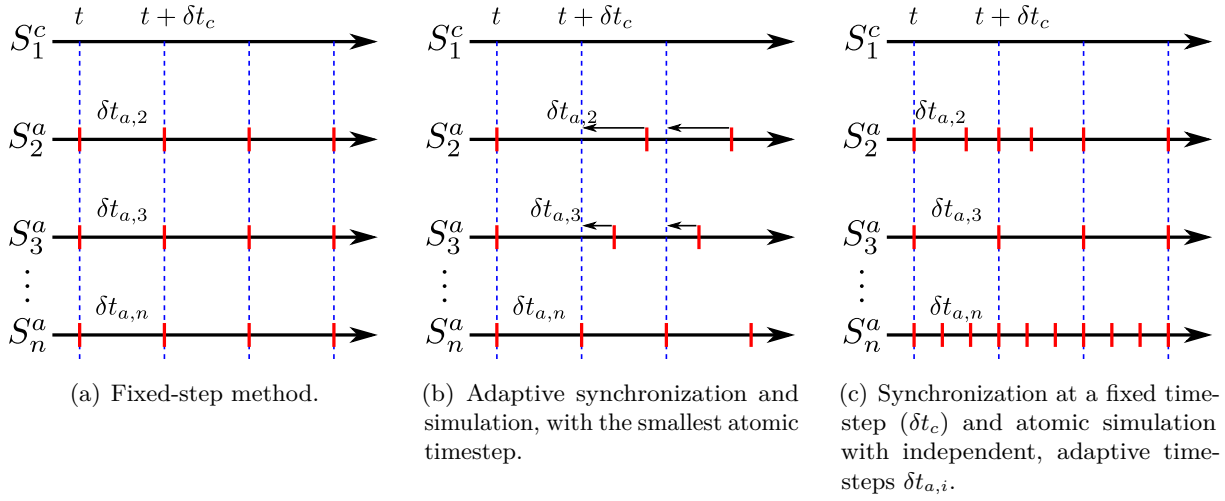 t t + δt_c
S_1^c
δt_{a,2}
S_2^a
δt_{a,3}
S_3^a
⋮
δt_{a,n}
S_n^a
(a) Fixed-step method.
t t + δt_c
S_1^c
δt_{a,2}
S_2^a
δt_{a,3}
S_3^a
⋮
δt_{a,n}
S_n^a
(b) Adaptive synchronization and
simulation, with the smallest atomic
timestep.
t t + δt_c
S_1^c
δt_{a,2}
S_2^a
δt_{a,3}
S_3^a
⋮
δt_{a,n}
S_n^a
(c) Synchronization at a fixed time-
step (δt_c) and atomic simulation
with independent, adaptive time-
steps δt_{a,i}.